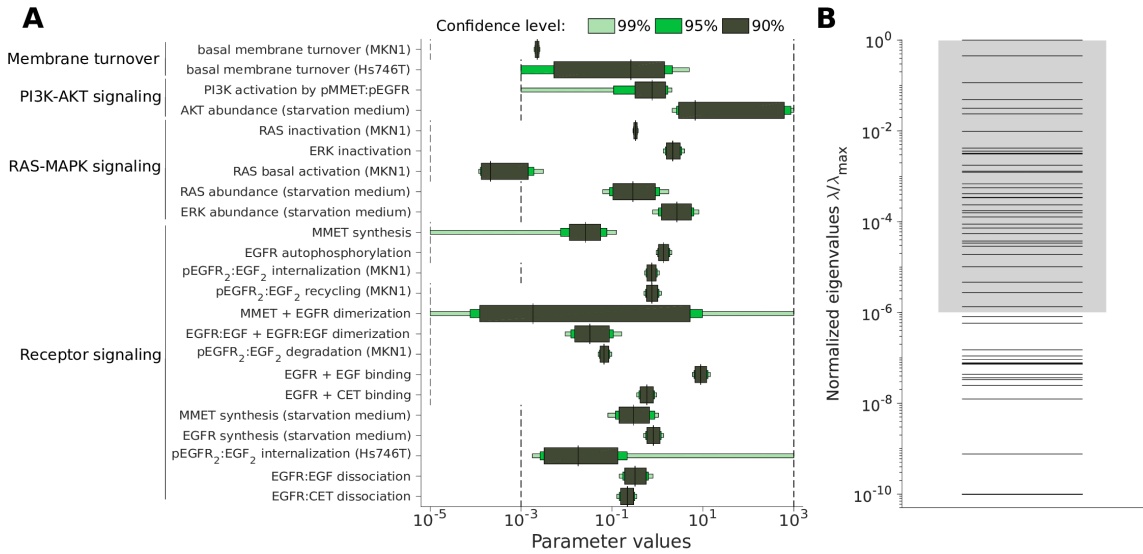 A
B
Confidence level: 99% 95% 90%
Membrane turnover
basal membrane turnover (MKN1)
basal membrane turnover (Hs746T)
PI3K-AKT signaling
PI3K activation by pMMET:pEGFR
AKT abundance (starvation medium)
RAS-MAPK signaling
RAS inactivation (MKN1)
ERK inactivation
RAS basal activation (MKN1)
RAS abundance (starvation medium)
ERK abundance (starvation medium)
Receptor signaling
MMET synthesis
EGFR autophosphorylation
pEGFR₂:EGF₂ internalization (MKN1)
pEGFR₂:EGF₂ recycling (MKN1)
MMET + EGFR dimerization
EGFR:EGF + EGFR:EGF dimerization
pEGFR₂:EGF₂ degradation (MKN1)
EGFR + EGF binding
EGFR + CET binding
MMET synthesis (starvation medium)
EGFR synthesis (starvation medium)
pEGFR₂:EGF₂ internalization (Hs746T)
EGFR:EGF dissociation
EGFR:CET dissociation
10⁻⁵ 10⁻³ 10⁻¹ 10¹ 10³
Parameter values
Normalized eigenvalues λ/λmax
10⁰
10⁻²
10⁻⁴
10⁻⁶
10⁻⁸
10⁻¹⁰